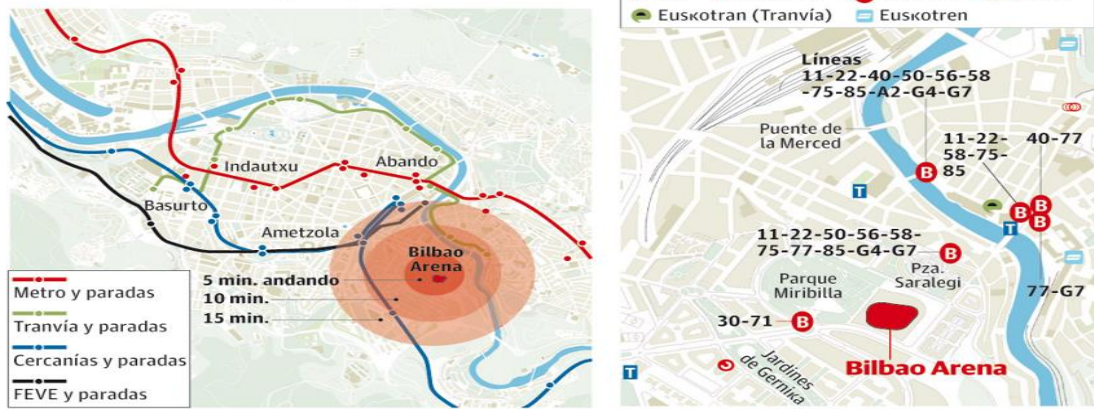 Indautxu
Abando
Basurto
Ametzola
Bilbao
Arena
5 min. andando
10 min.
15 min.
Metro y paradas
Tranvía y paradas
Cercanías y paradas
FEVE y paradas
Euskotran (Tranvía)
Euskotren
Líneas
11-22-40-50-56-58
-75-85-A2-G4-G7
Puente de
la Merced
11-22-
58-75-
85
40-77
B
T
B
B
B
T
11-22-50-56-58-
75-77-85-G4-G7
B
Pza.
Saralegi
Parque
Miribilla
77-G7
30-71
B
Bilbao Arena
Jardines
de Gernika
T